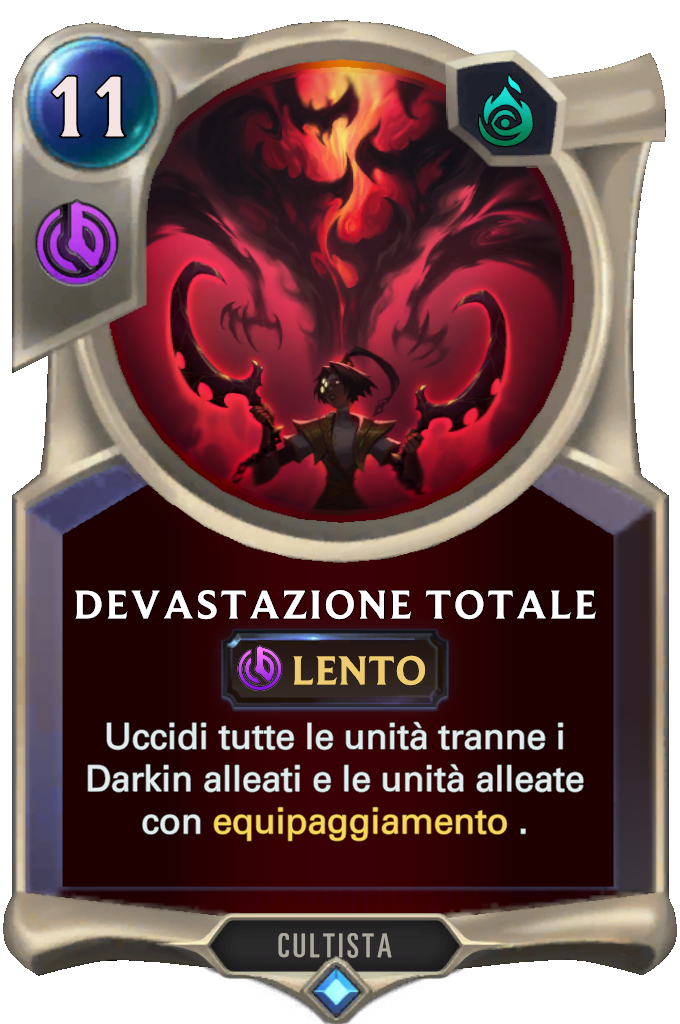 11
DEVASTAZIONE TOTALE
LENTO
Uccidi tutte le unità tranne i
Darkin alleati e le unità alleate
con equipaggiamento .
CULTISTA